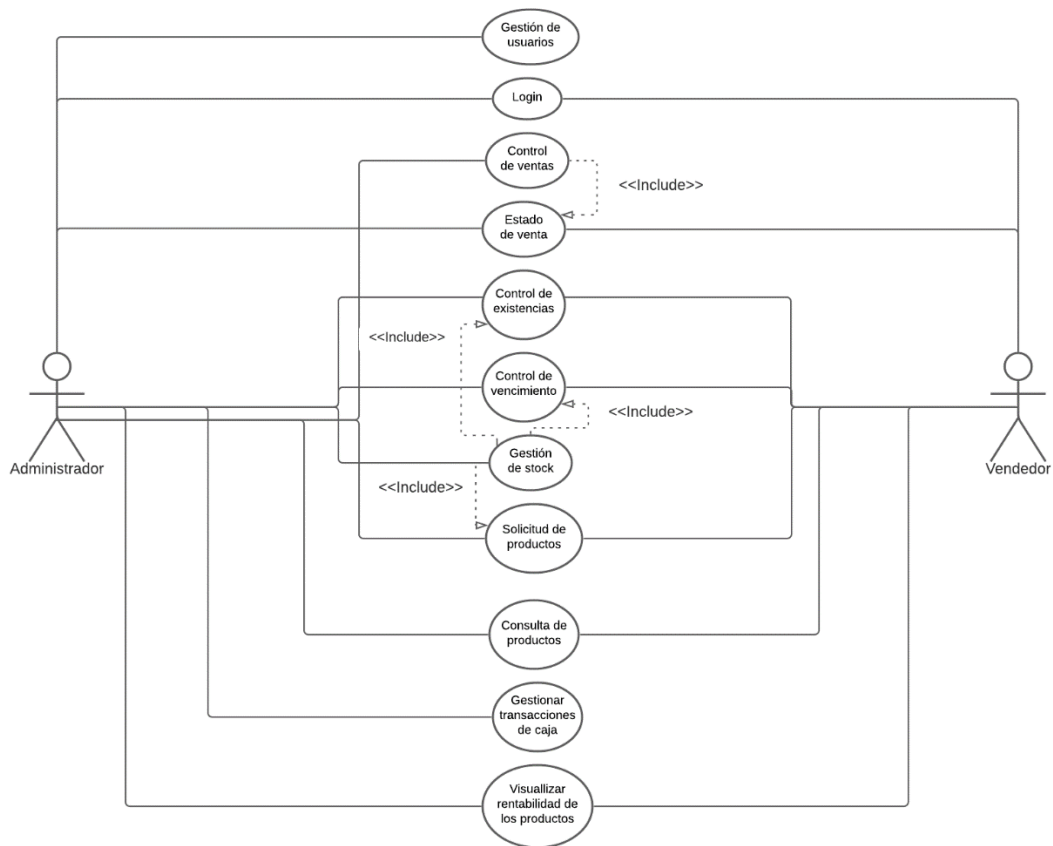 Gestión de
usuarios
Login
Control
de ventas
<<Include>>
Estado
de venta
Control de
existencias
<<Include>>
Control de
vencimiento
<<Include>>
Gestión
de stock
Administrador
Vendedor
<<Include>>
Solicitud de
productos
Consulta de
productos
Gestionar
transacciones
de caja
Visuallizar
rentabilidad de
los productos